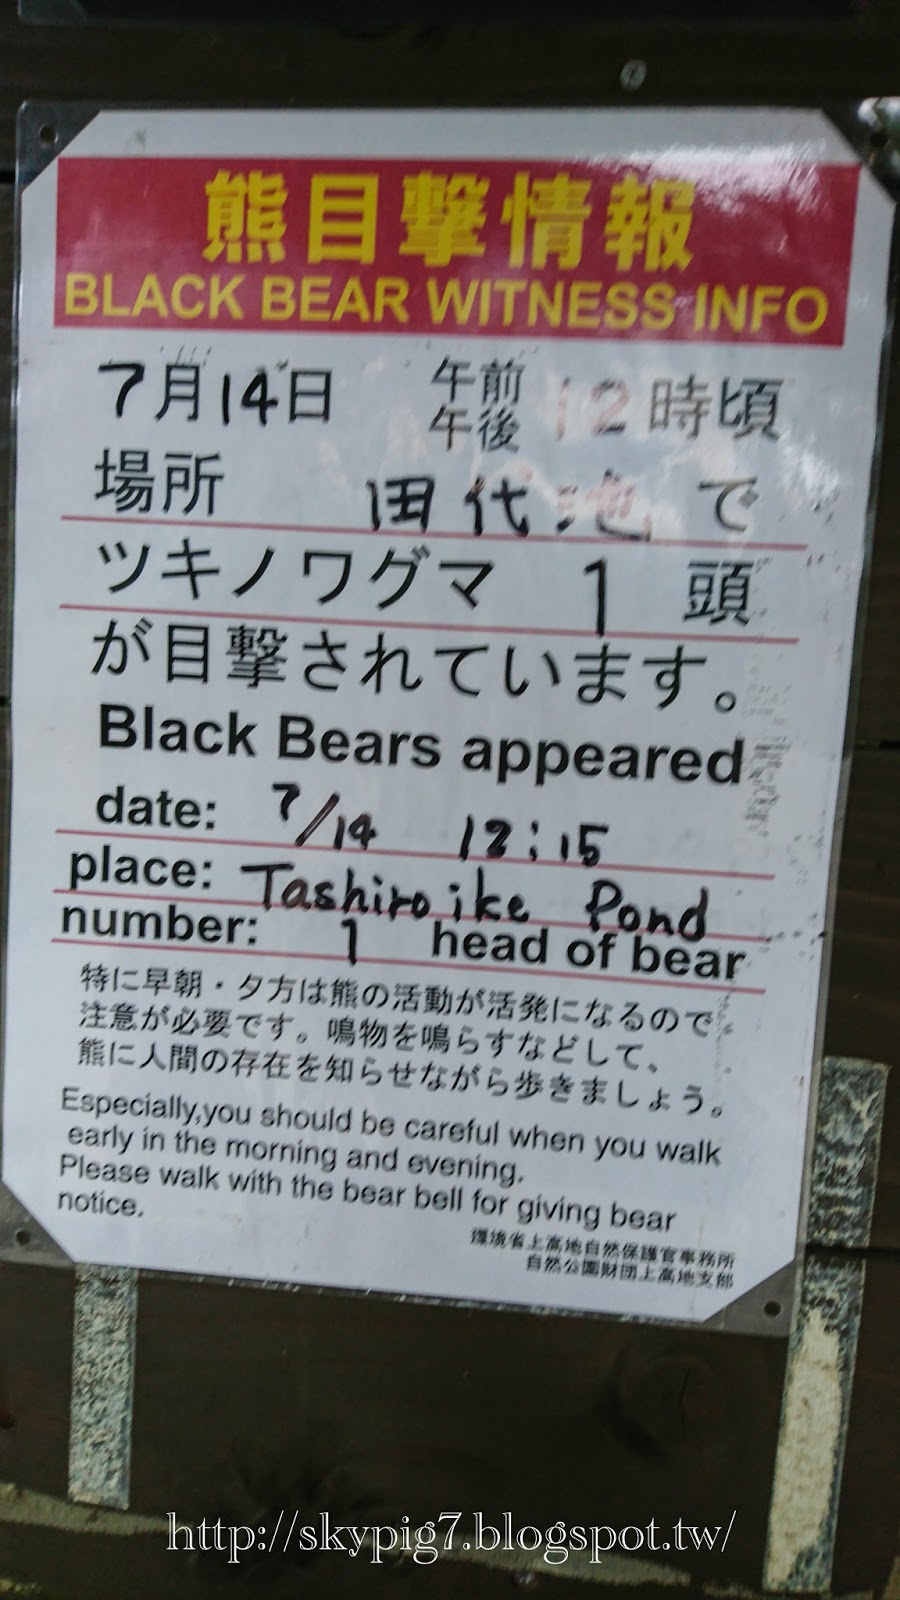 熊目撃情報
BLACK BEAR WITNESS INFO
7月14日 午前 午後 12時頃
場所 田代池 で
ツキノワグマ 1 頭
が目撃されています。
Black Bears appeared
date: 7/14 12:15
place: Tashiro ike Pond
number: 1 head of bear
特に早朝・夕方は熊の活動が活発になるので
注意が必要です。鳴物を鳴らすなどして、
熊に人間の存在を知らせながら歩きましょう。
Especially,you should be careful when you walk
early in the morning and evening.
Please walk with the bear bell for giving bear
notice.
環境省上高地自然保護官事務所
自然公園財団上高地支部
http://skypig7.blogspot.tw/